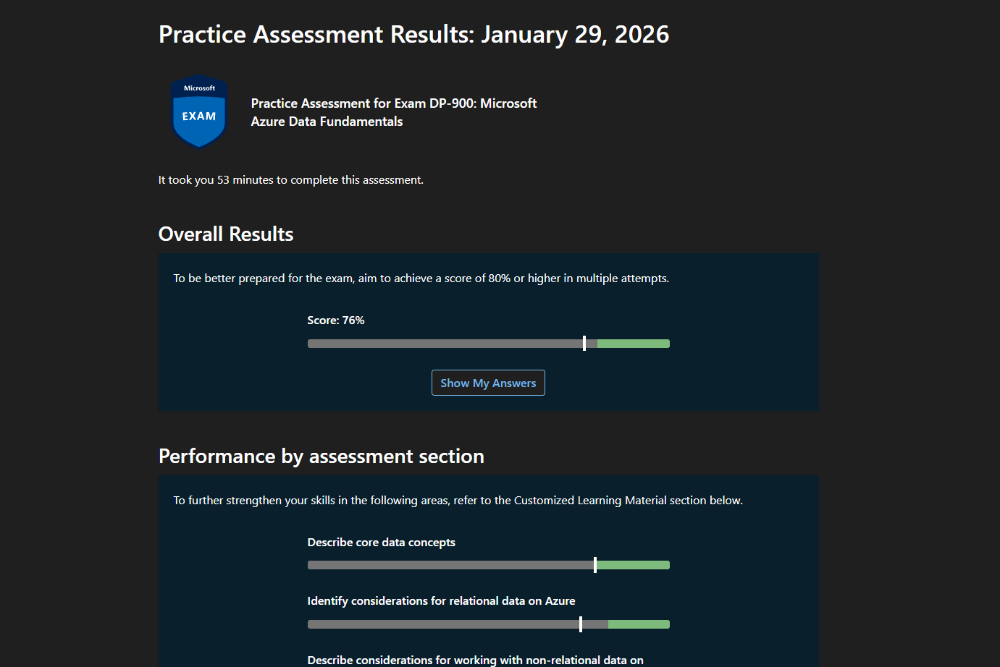 Practice Assessment Results: January 29, 2026
Microsoft
EXAM
Practice Assessment for Exam DP-900: Microsoft
Azure Data Fundamentals
It took you 53 minutes to complete this assessment.
Overall Results
To be better prepared for the exam, aim to achieve a score of 80% or higher in multiple attempts.
Score: 76%
Show My Answers
Performance by assessment section
To further strengthen your skills in the following areas, refer to the Customized Learning Material section below.
Describe core data concepts
Identify considerations for relational data on Azure
Describe considerations for working with non-relational data on